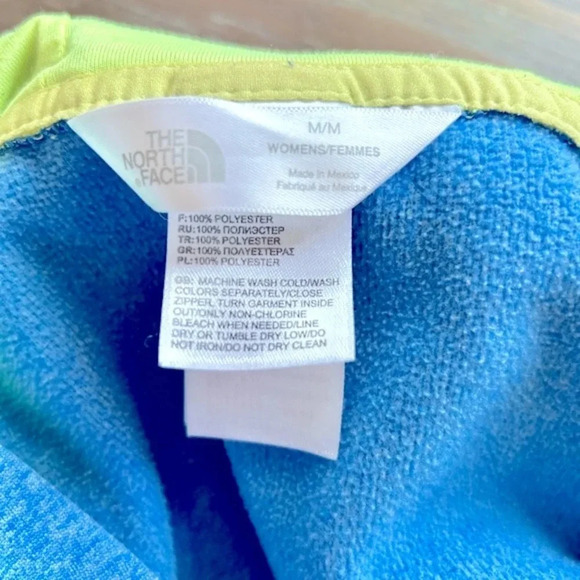 THE
NORTH
FACE
M/M
WOMENS/FEMMES
Made in Mexico
Fabriqué au Mexique
F:100% POLYESTER
RU:100% ПОЛИЭСТЕР
TR:100% POLYESTER
GR:100% ΠΟΛΥΕΣΤΕΡΑΣ
PL:100% POLYESTER
GB: MACHINE WASH COLD/WASH
COLORS SEPARATELY/CLOSE
ZIPPER, TURN GARMENT INSIDE
OUT/ONLY NON-CHLORINE
BLEACH WHEN NEEDED/LINE
DRY OR TUMBLE DRY LOW/DO
NOT IRON/DO NOT DRY CLEAN